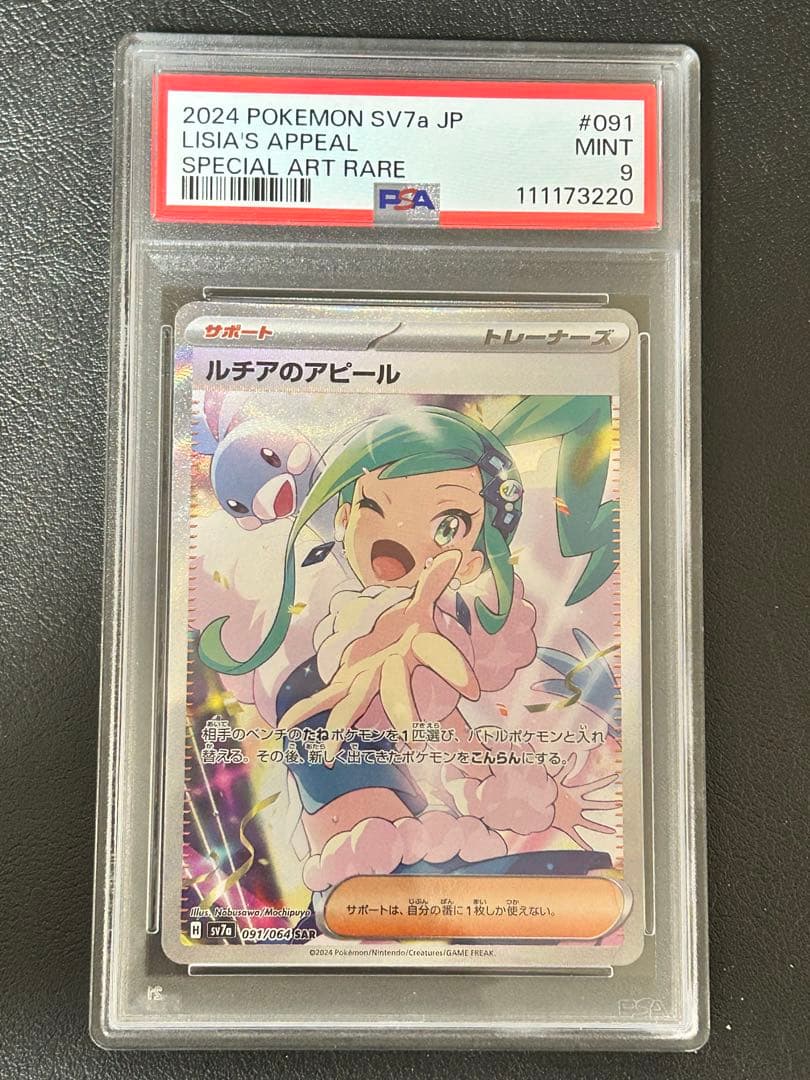 2024 POKEMON SV7a JP #091
LISIA'S APPEAL MINT
SPECIAL ART RARE 9
PSA 111173220
サポート トレーナーズ
ルチアのアピール
相手のベンチのたねポケモンを1匹選び、バトルポケモンと入れ
替える。その後、新しく出てきたポケモンをこんらんにする。
サポートは、自分の番に1枚しか使えない。
Illus. Nobusawa/Mochipuyo
H sv7a 091/064 SAR
©2024 Pokémon/Nintendo/Creatures/GAME FREAK.
PSA